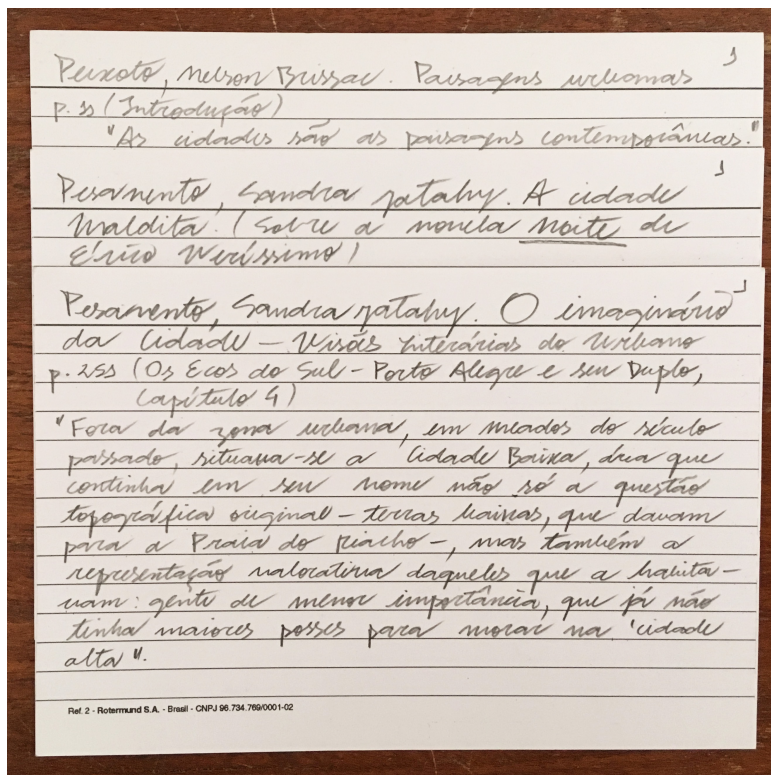 1
Peixoto, Nelson Brissac. Paisagens urbanas
p. 11 (Introdução)
"As cidades são as paisagens contemporâneas."
1
Pesavento, Sandra Jatahy. A cidade
Maldita. (Sobre a novela Noite de
Érico Veríssimo)
1
Pesavento, Sandra Jatahy. O imaginário
da Cidade – Visões Literárias do Urbano
p. 255 (Os Ecos do Sul – Porto Alegre e seu Duplo,
Capítulo 4)
"Fora da zona urbana, em meados do século
passado, situava-se a Cidade Baixa, área que
continha em seu nome não só a questão
topográfica original – terras baixas, que davam
para a Praia do Riacho –, mas também a
representação valorativa daqueles que a habita-
vam: gente de menor importância, que já não
tinha maiores posses para morar na 'cidade
alta'".
Ref. 2 - Rotermund S.A. - Brasil - CNPJ 96.734.769/0001-02